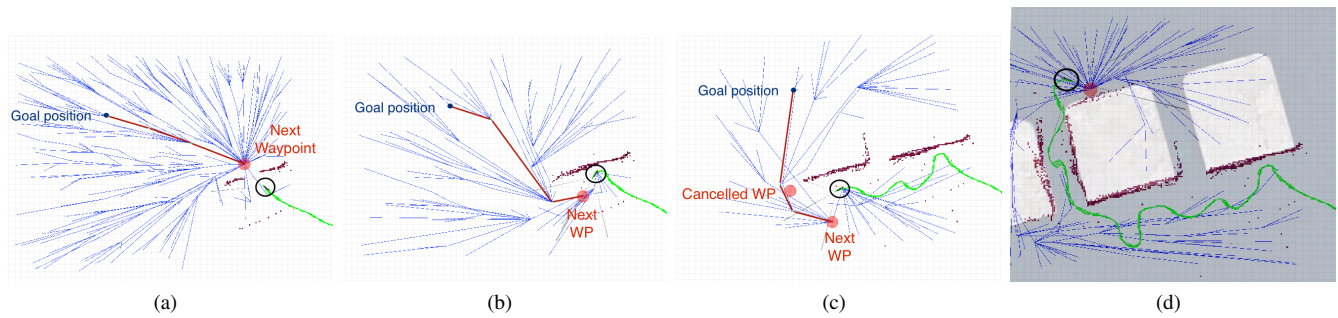 Goal position
Next
Waypoint
(a)
Goal position
Next
WP
(b)
Goal position
Cancelled WP
Next
WP
(c)
(d)